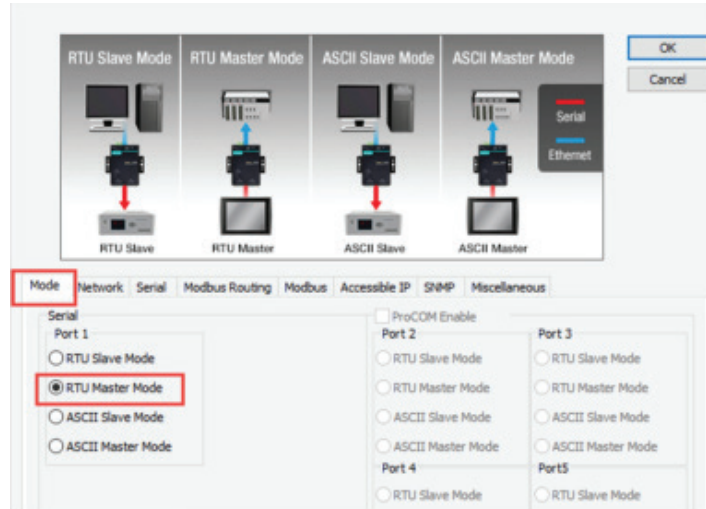 RTU Slave Mode RTU Master Mode ASCII Slave Mode ASCII Master Mode
OK
Cancel
Serial
Ethernet
RTU Slave RTU Master ASCII Slave ASCII Master
Mode Network Serial Modbus Routing Modbus Accessible IP SNMP Miscellaneous
Serial
Port 1
RTU Slave Mode
RTU Master Mode
ASCII Slave Mode
ASCII Master Mode
ProCOM Enable
Port 2
RTU Slave Mode
RTU Master Mode
ASCII Slave Mode
ASCII Master Mode
Port 3
RTU Slave Mode
RTU Master Mode
ASCII Slave Mode
ASCII Master Mode
Port 4
RTU Slave Mode
Port5
RTU Slave Mode